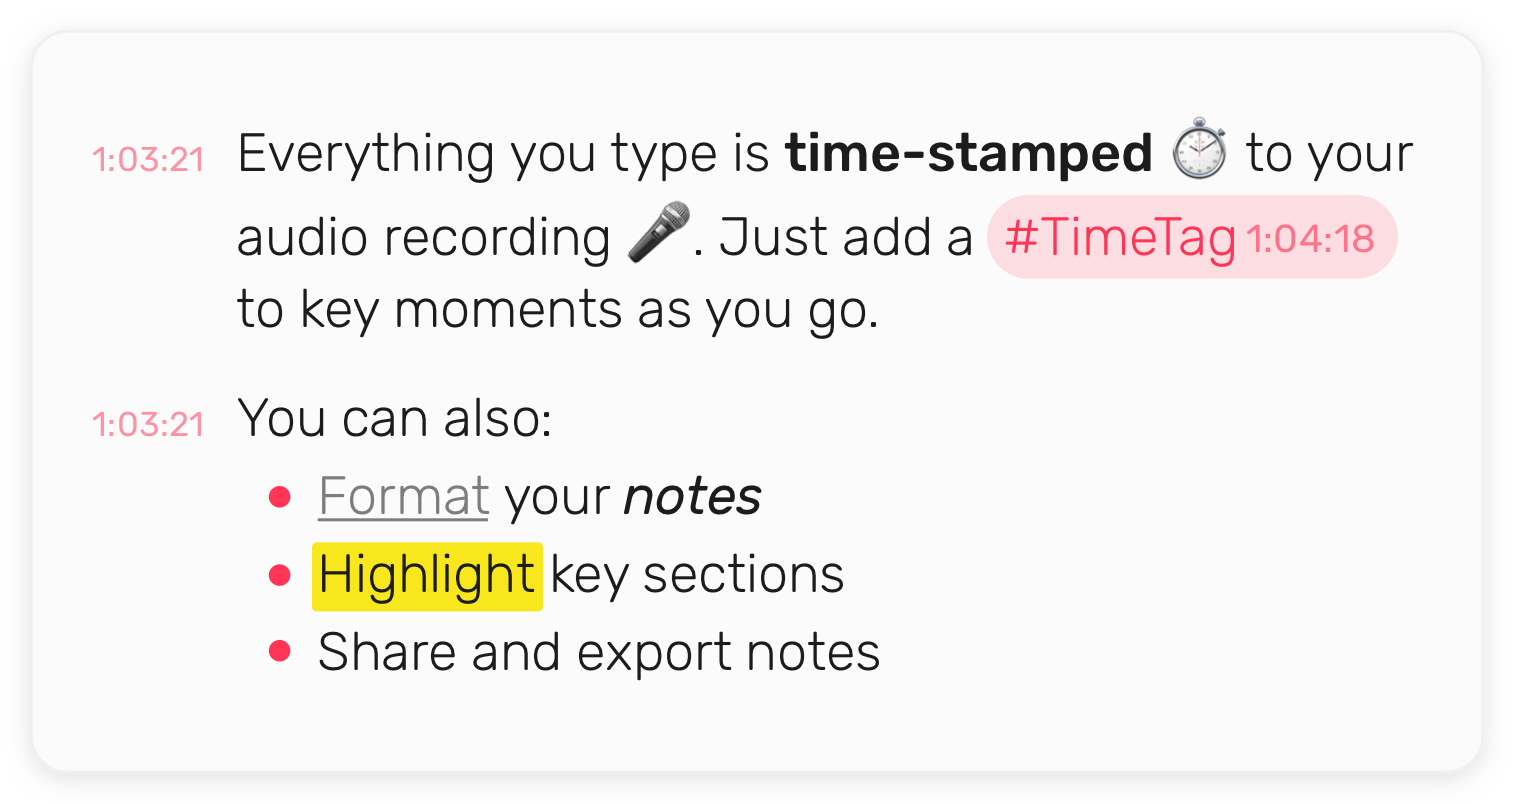 1:03:21 Everything you type is time-stamped ⏱️ to your
audio recording 🎤. Just add a #TimeTag 1:04:18
to key moments as you go.
1:03:21 You can also:
• Format your notes
• Highlight key sections
• Share and export notes